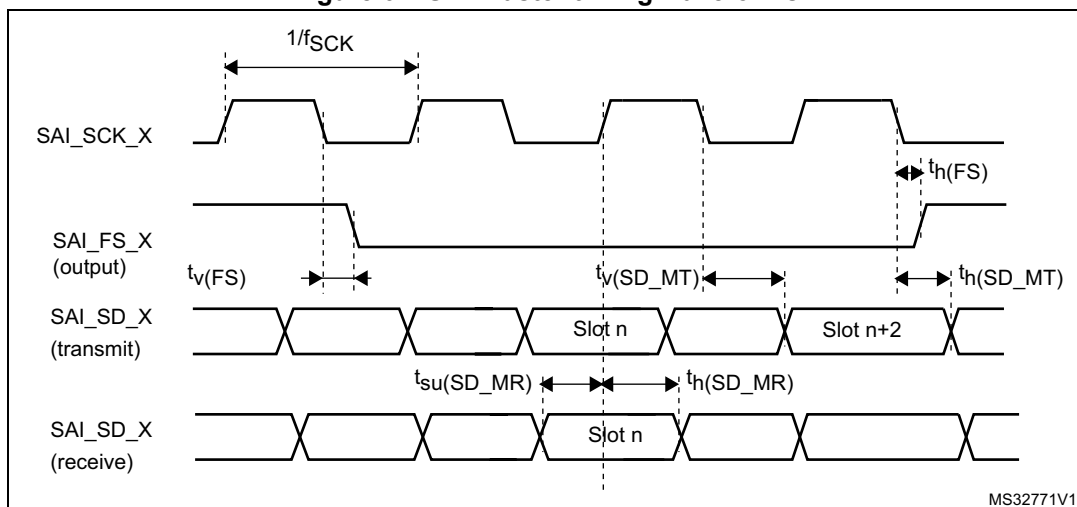 1/fSCK
SAI_SCK_X
th(FS)
SAI_FS_X
(output)
tv(FS)
tv(SD_MT)
th(SD_MT)
SAI_SD_X
(transmit)
Slot n
Slot n+2
tsu(SD_MR)
th(SD_MR)
SAI_SD_X
(receive)
Slot n
MS32771V1